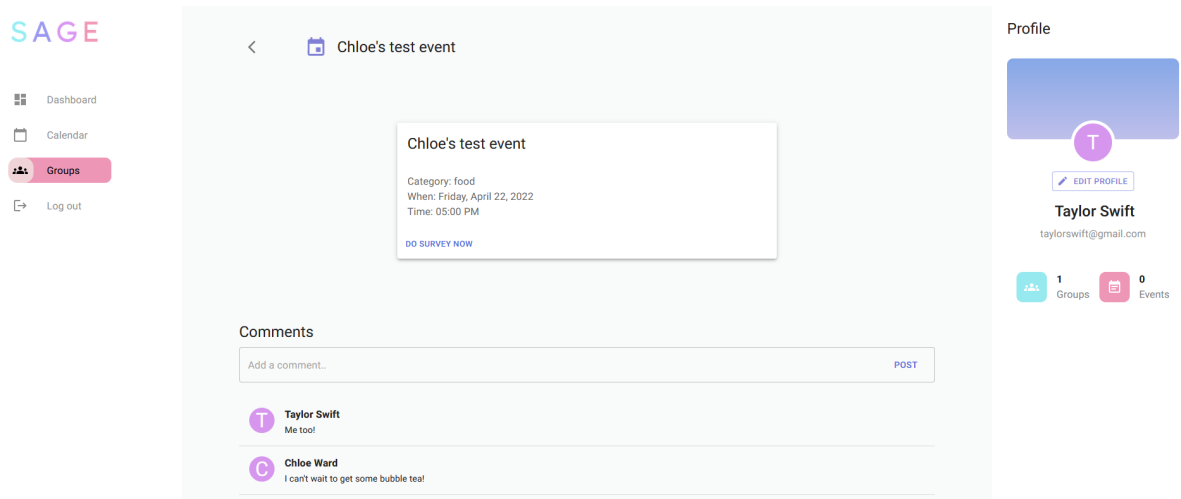 SAGE
Dashboard
Calendar
Groups
Log out
Chloe's test event
Chloe's test event
Category: food
When: Friday, April 22, 2022
Time: 05:00 PM
DO SURVEY NOW
Comments
Add a comment..
POST
T
Taylor Swift
Me too!
C
Chloe Ward
I can't wait to get some bubble tea!
Profile
T
EDIT PROFILE
Taylor Swift
taylorswift@gmail.com
1
Groups
0
Events